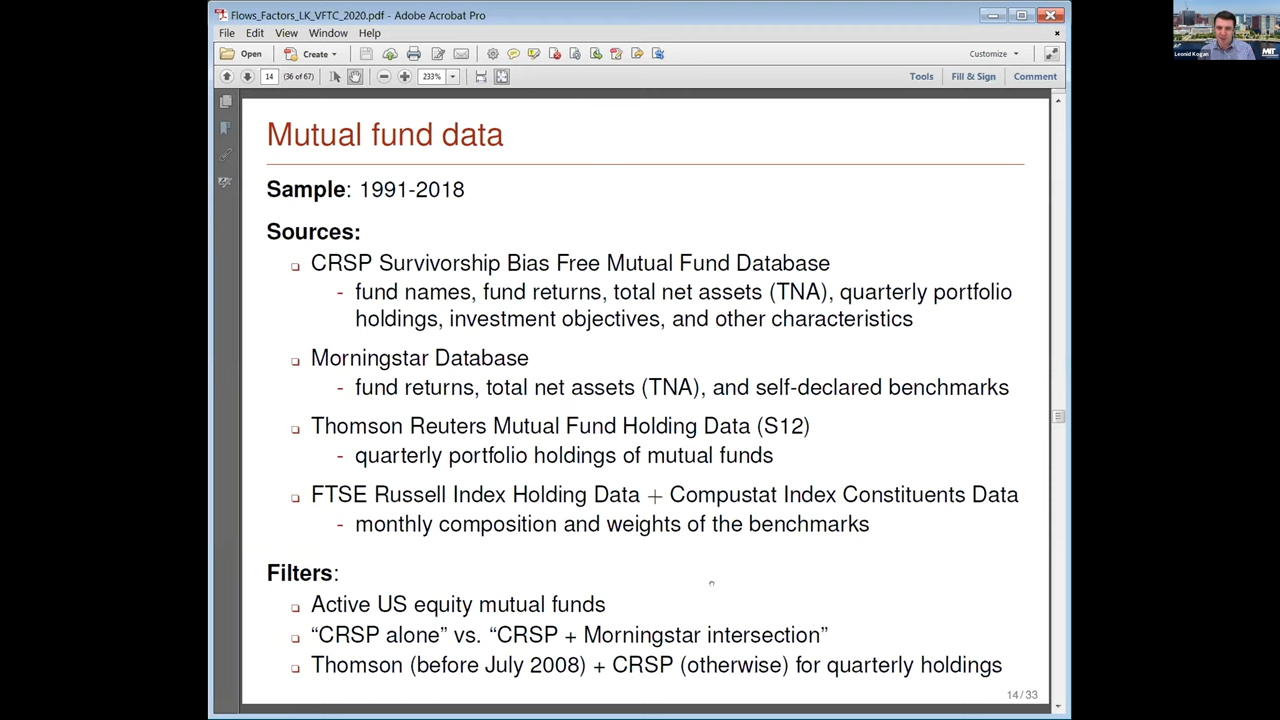 Flows_Factors_LK_VFTC_2020.pdf - Adobe Acrobat Pro
File Edit View Window Help
Open Create Customize
14 (36 of 67) 233% Tools Fill & Sign Comment
Mutual fund data
Sample: 1991-2018
Sources:
CRSP Survivorship Bias Free Mutual Fund Database
- fund names, fund returns, total net assets (TNA), quarterly portfolio
holdings, investment objectives, and other characteristics
Morningstar Database
- fund returns, total net assets (TNA), and self-declared benchmarks
Thomson Reuters Mutual Fund Holding Data (S12)
- quarterly portfolio holdings of mutual funds
FTSE Russell Index Holding Data + Compustat Index Constituents Data
- monthly composition and weights of the benchmarks
Filters:
Active US equity mutual funds
“CRSP alone” vs. “CRSP + Morningstar intersection”
Thomson (before July 2008) + CRSP (otherwise) for quarterly holdings
14 / 33
Leonid Kogan
MIT